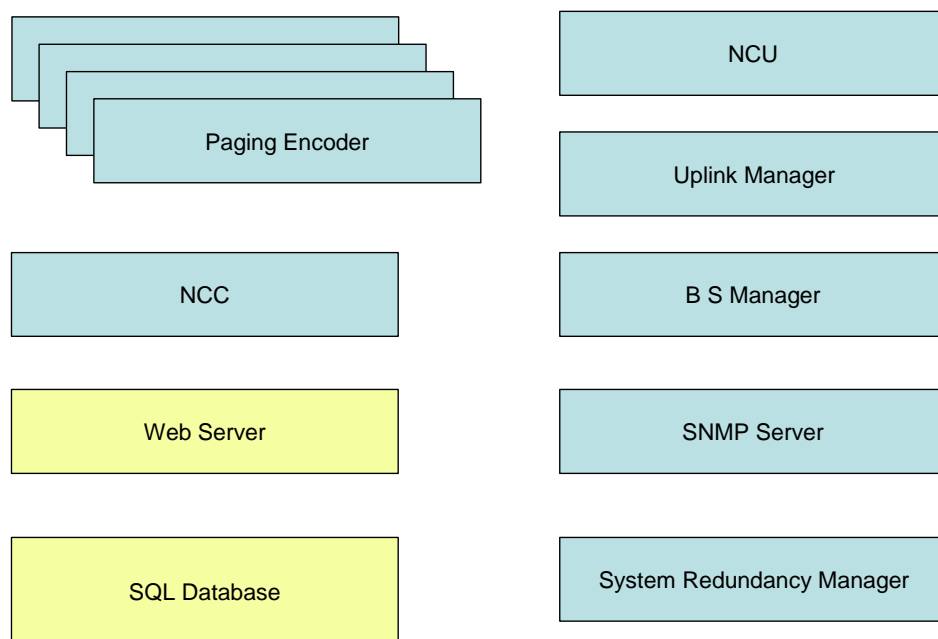 Paging Encoder
NCU
Uplink Manager
NCC
B S Manager
Web Server
SNMP Server
SQL Database
System Redundancy Manager